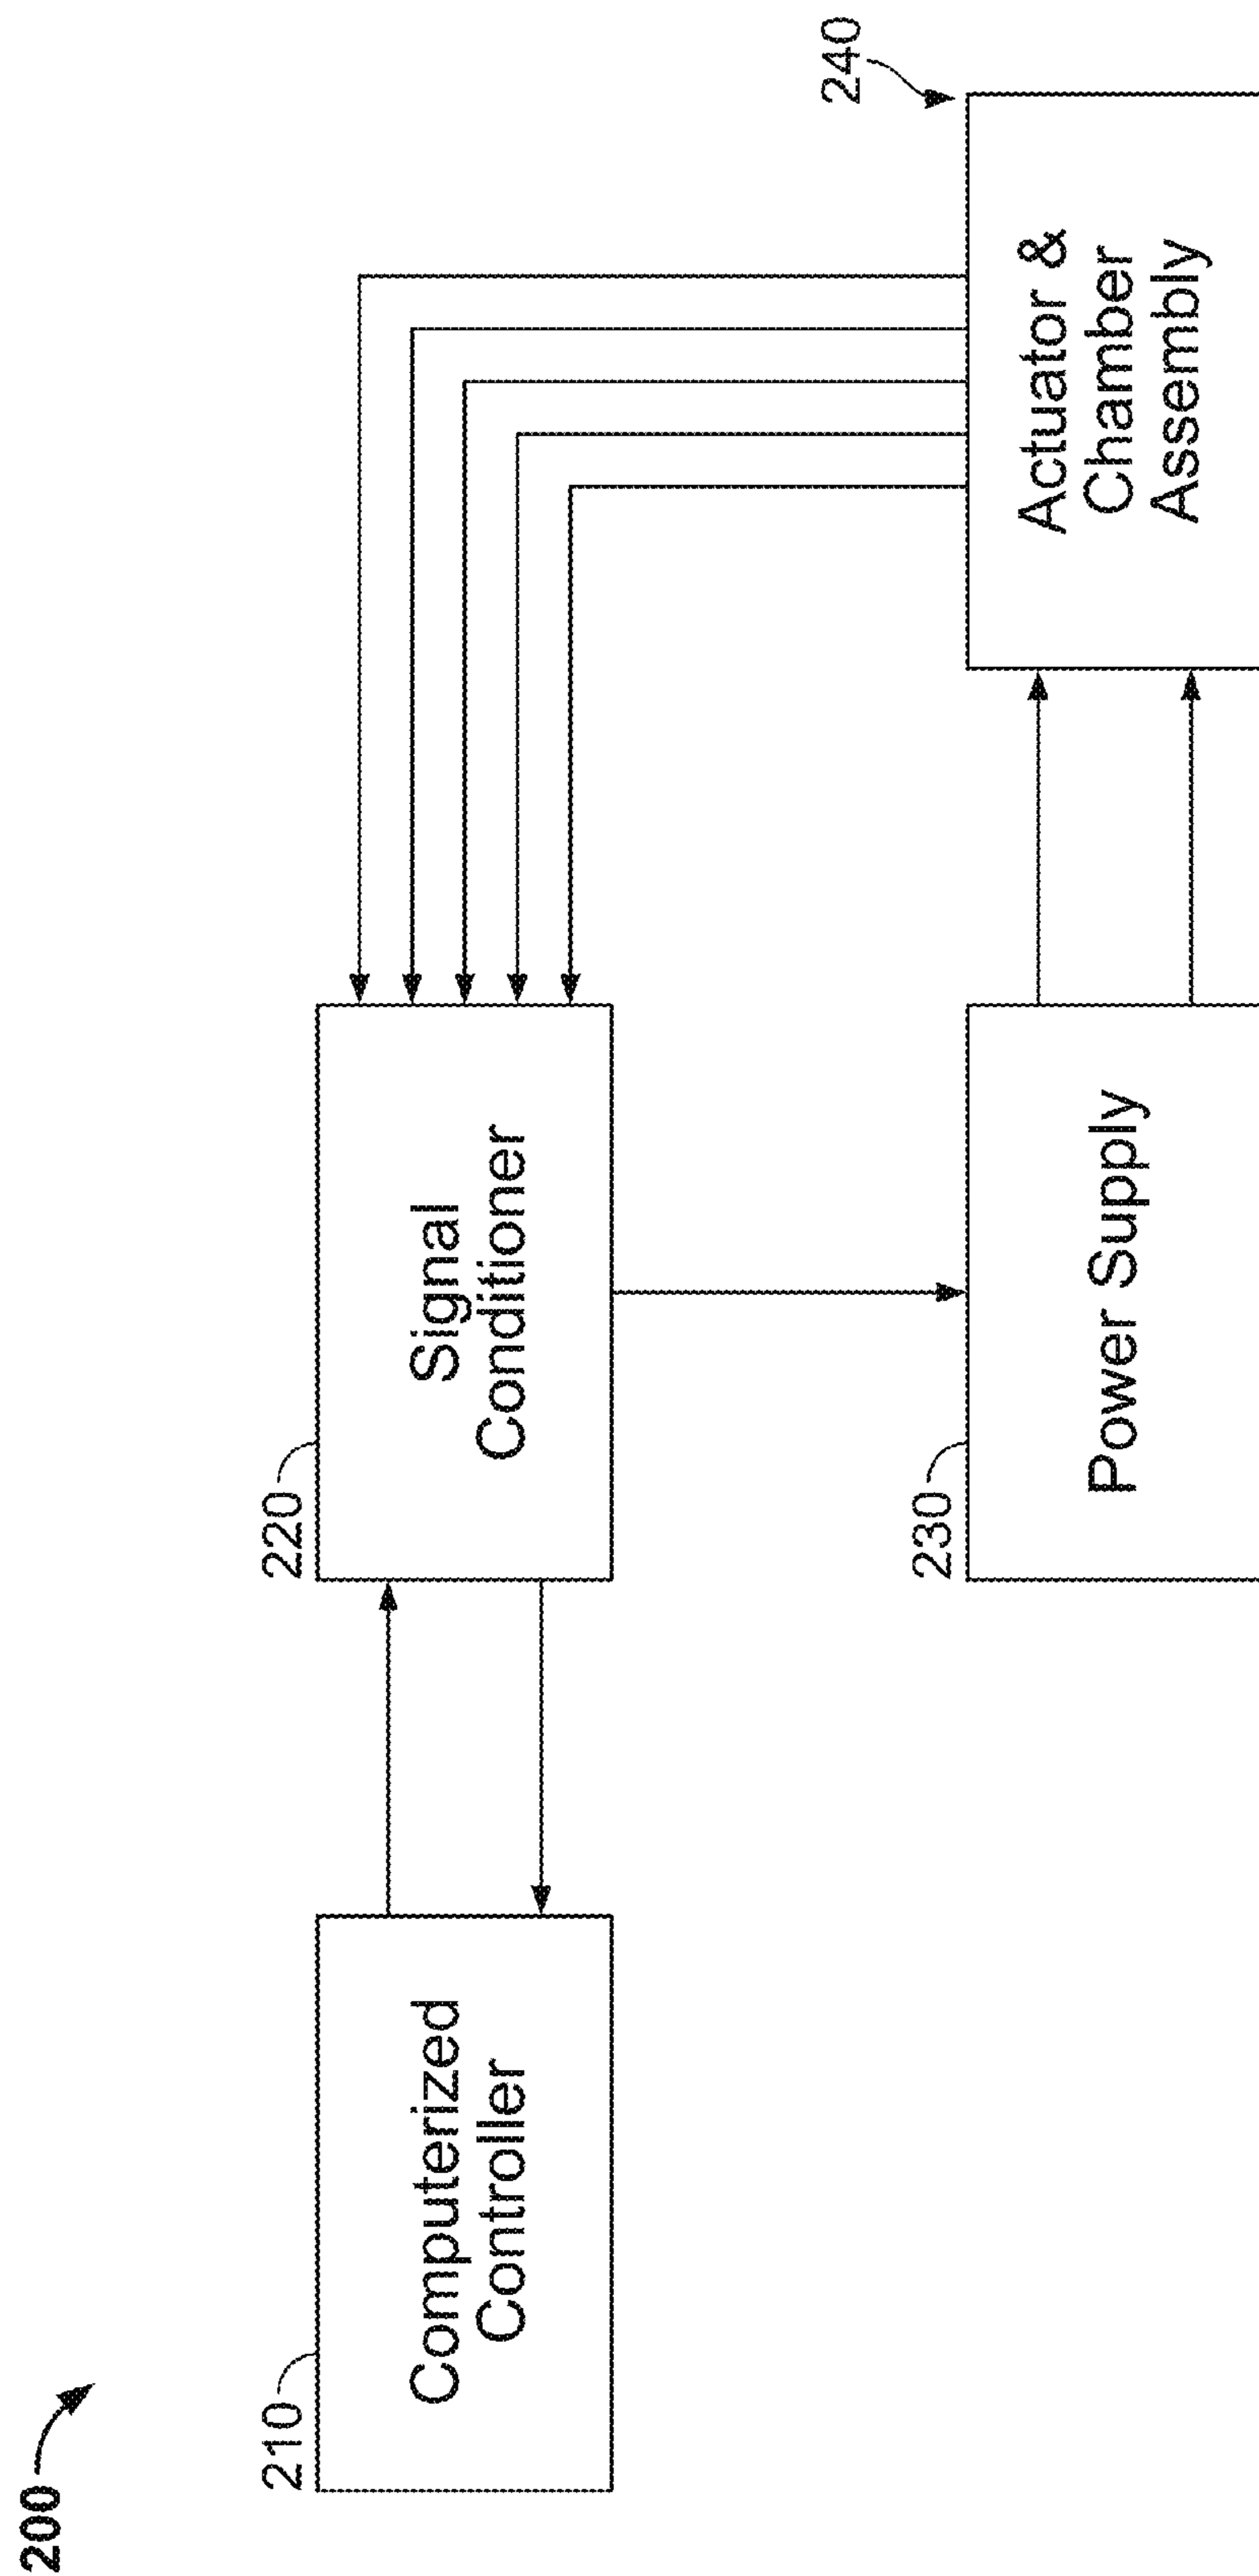 200
210
Computerized
Controller
220
Signal
Conditioner
230
Power Supply
240
Actuator &
Chamber
Assembly